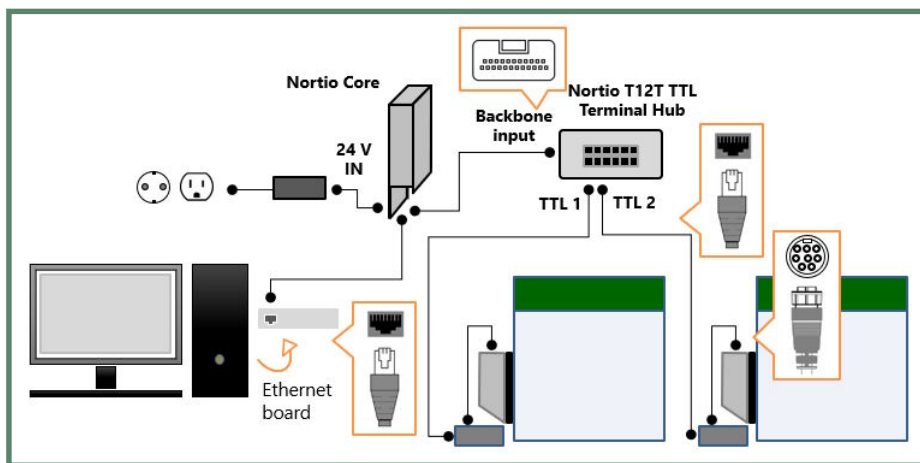 Nortio Core
Nortio T12T TTL
Terminal Hub
Backbone
input
24 V
IN
TTL 1
TTL 2
Ethernet
board